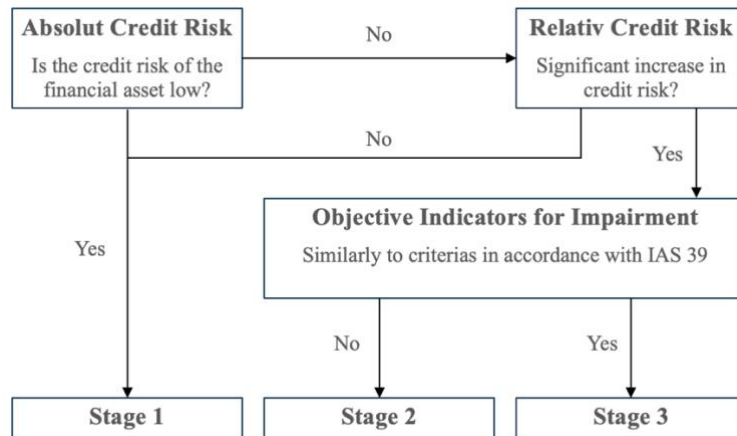 Absolut Credit Risk
Is the credit risk of the
financial asset low?
No
Relativ Credit Risk
Significant increase in
credit risk?
No
Yes
Objective Indicators for Impairment
Similarly to criterias in accordance with IAS 39
Yes
No
Yes
Stage 1
Stage 2
Stage 3